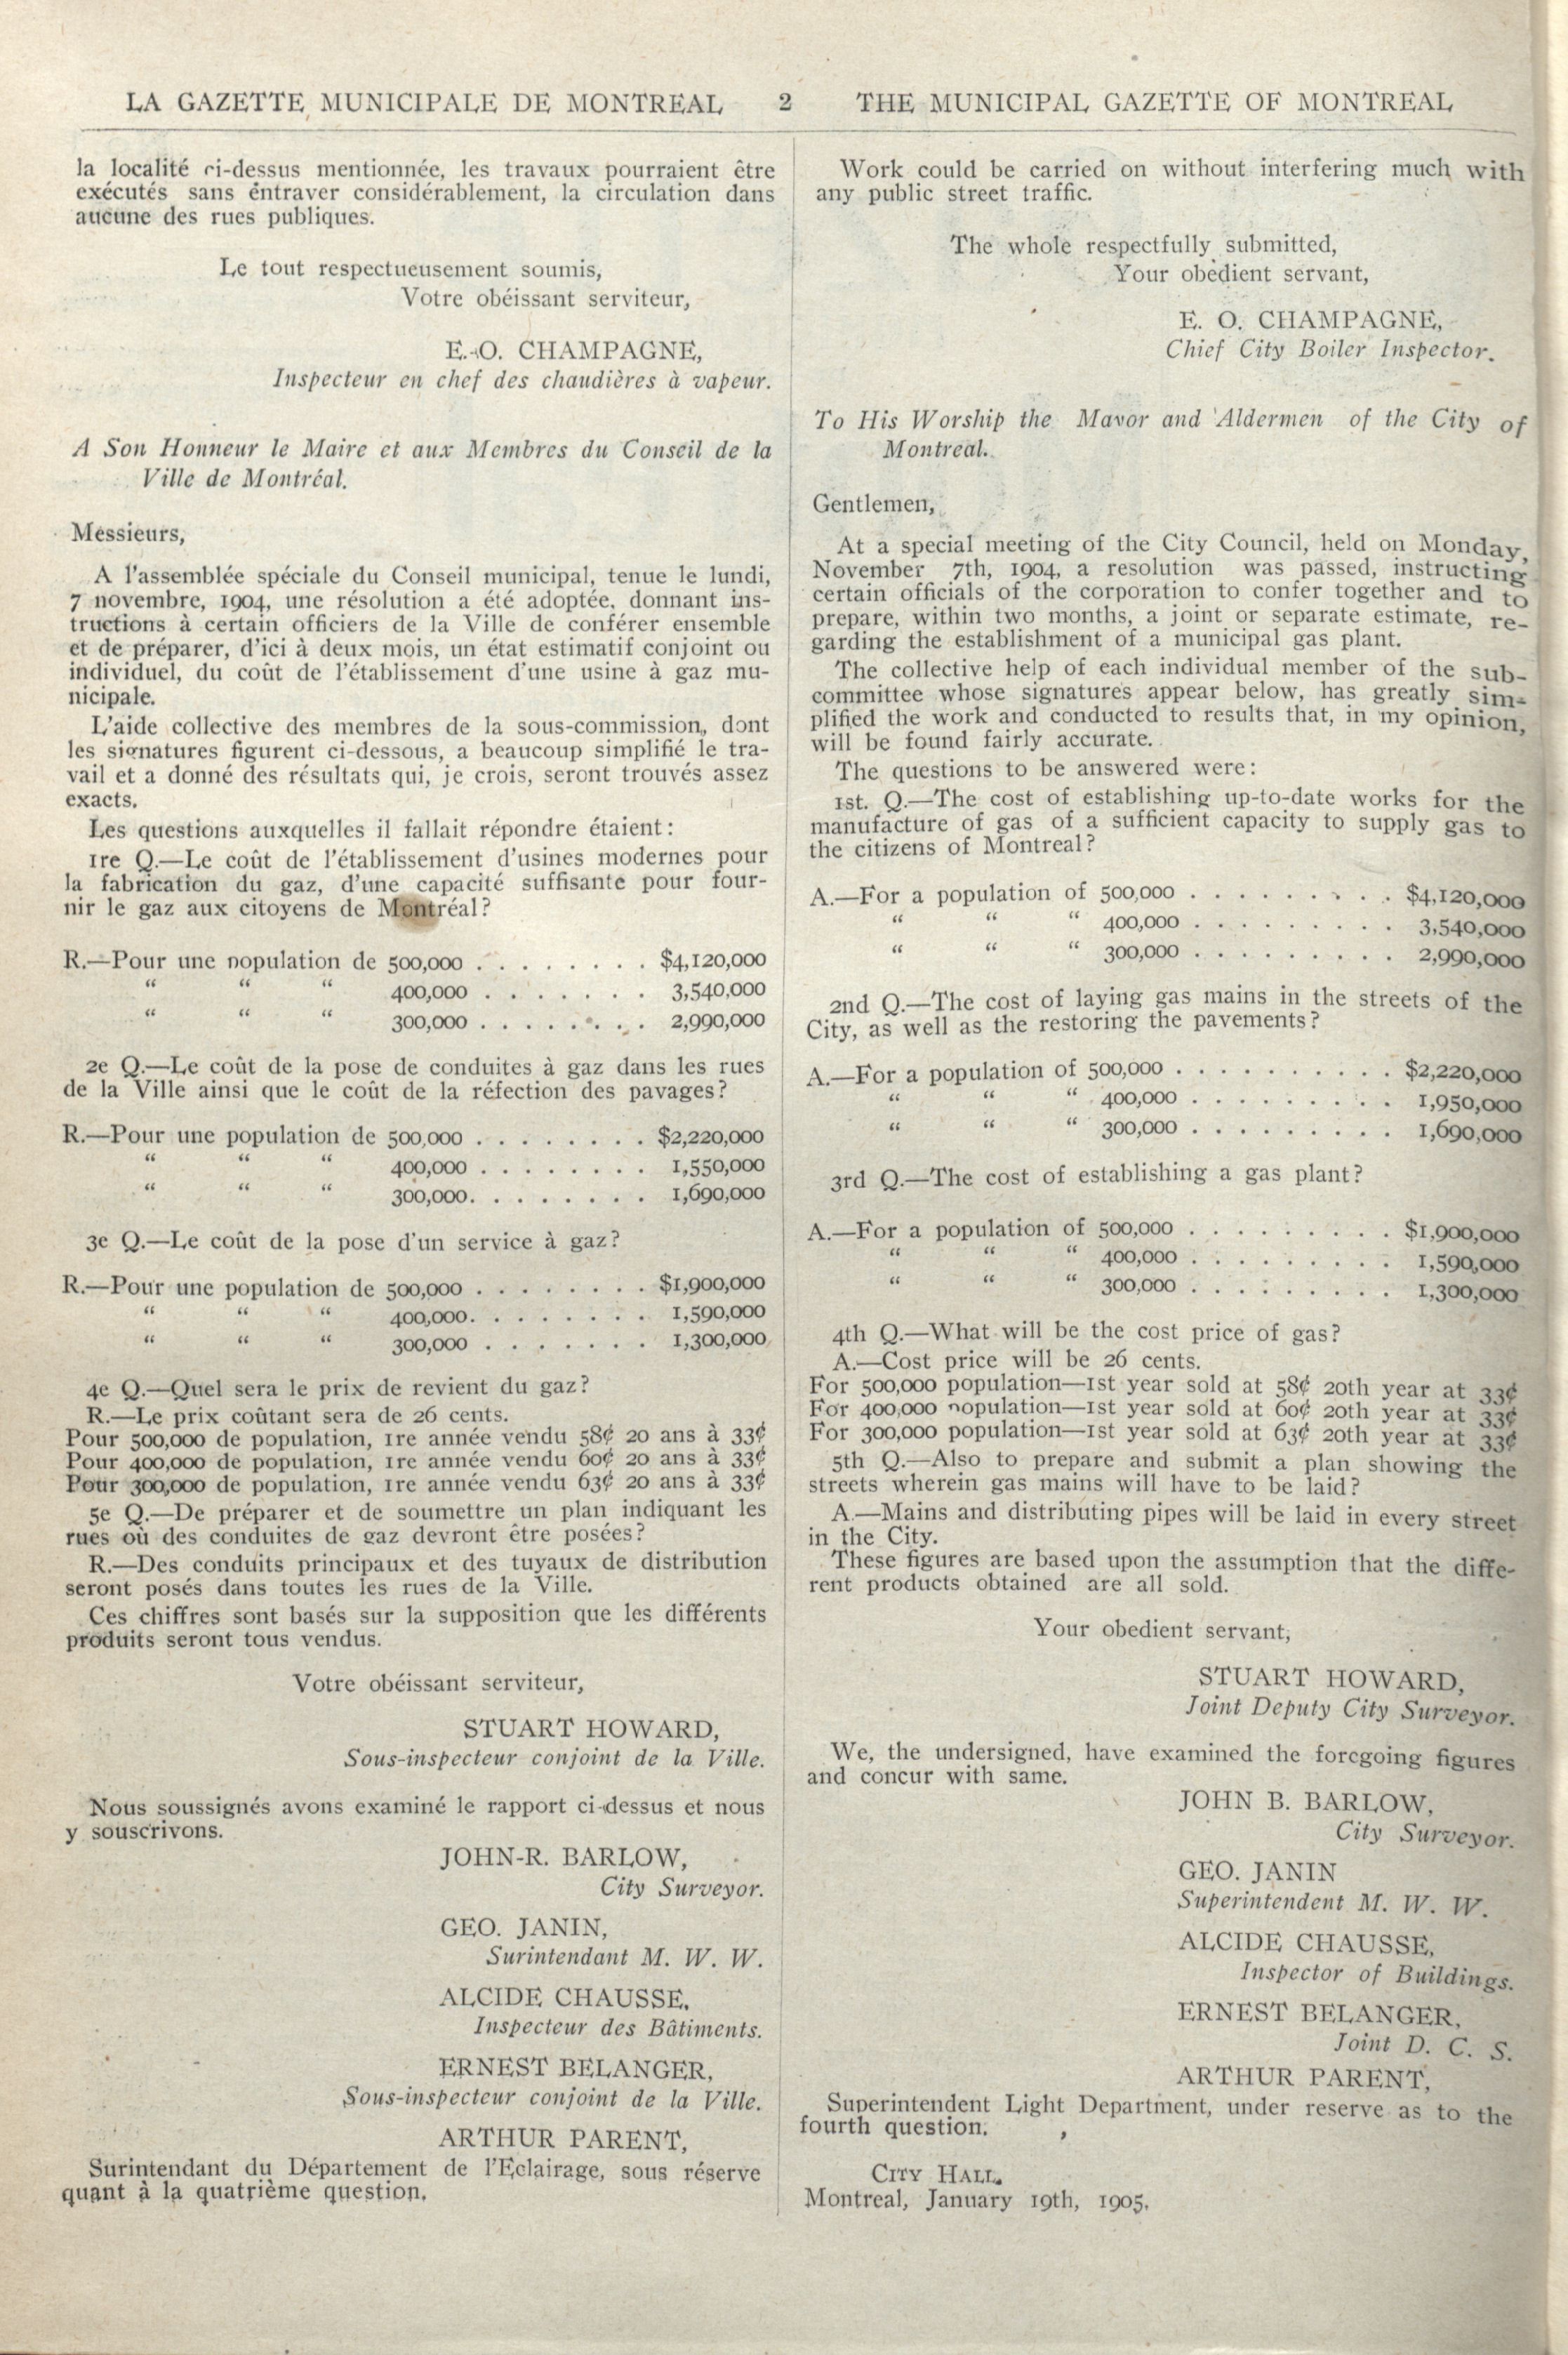 LA GAZETTE MUNICIPALE DE MONTREAL 2 THE MUNICIPAL GAZETTE OF MONTREAL
la localité ci-dessus mentionnée, les travaux pourraient être
exécutés sans éntraver considérablement, la circulation dans
aucune des rues publiques.
Le tout respectueusement soumis,
Votre obéissant serviteur,
E.-O. CHAMPAGNE,
Inspecteur en chef des chaudières à vapeur.
A Son Honneur le Maire et aux Membres du Conseil de la
Ville de Montréal.
Messieurs,
A l'assemblée spéciale du Conseil municipal, tenue le lundi,
7 novembre, 1904, une résolution a été adoptée, donnant ins-
tructions à certain officiers de la Ville de conférer ensemble
et de préparer, d'ici à deux mois, un état estimatif conjoint ou
individuel, du coût de l'établissement d'une usine à gaz mu-
nicipale.
L'aide collective des membres de la sous-commission, dont
les signatures figurent ci-dessous, a beaucoup simplifié le tra-
vail et a donné des résultats qui, je crois, seront trouvés assez
exacts.
Les questions auxquelles il fallait répondre étaient:
1re Q.—Le coût de l'établissement d'usines modernes pour
la fabrication du gaz, d'une capacité suffisante pour four-
nir le gaz aux citoyens de Montréal?
R.—Pour une population de 500,000 . . . . . . . . $4,120,000
" " " 400,000 . . . . . . . 3,540,000
" " " 300,000 . . . . . . . . 2,990,000
2e Q.—Le coût de la pose de conduites à gaz dans les rues
de la Ville ainsi que le coût de la réfection des pavages?
R.—Pour une population de 500,000 . . . . . . . . $2,220,000
" " " 400,000 . . . . . . . . 1,550,000
" " " 300,000. . . . . . . . 1,690,000
3e Q.—Le coût de la pose d'un service à gaz?
R.—Pour une population de 500,000 . . . . . . . . $1,900,000
" " " 400,000. . . . . . . . 1,590,000
" " " 300,000 . . . . . . . 1,300,000
4e Q.—Quel sera le prix de revient du gaz?
R.—Le prix coûtant sera de 26 cents.
Pour 500,000 de population, 1re année vendu 58¢ 20 ans à 33¢
Pour 400,000 de population, 1re année vendu 60¢ 20 ans à 33¢
Pour 300,000 de population, 1re année vendu 63¢ 20 ans à 33¢
5e Q.—De préparer et de soumettre un plan indiquant les
rues où des conduites de gaz devront être posées?
R.—Des conduits principaux et des tuyaux de distribution
seront posés dans toutes les rues de la Ville.
Ces chiffres sont basés sur la supposition que les différents
produits seront tous vendus.
Votre obéissant serviteur,
STUART HOWARD,
Sous-inspecteur conjoint de la Ville.
Nous soussignés avons examiné le rapport ci-dessus et nous
y souscrivons.
JOHN-R. BARLOW,
City Surveyor.
GEO. JANIN,
Surintendant M. W. W.
ALCIDE CHAUSSE,
Inspecteur des Bâtiments.
ERNEST BELANGER,
Sous-inspecteur conjoint de la Ville.
ARTHUR PARENT,
Surintendant du Département de l'Eclairage, sous réserve
quant à la quatrième question.
Work could be carried on without interfering much with
any public street traffic.
The whole respectfully submitted,
Your obedient servant,
E. O. CHAMPAGNE,
Chief City Boiler Inspector.
To His Worship the Mayor and Aldermen of the City of
Montreal.
Gentlemen,
At a special meeting of the City Council, held on Monday,
November 7th, 1904, a resolution was passed, instructing
certain officials of the corporation to confer together and to
prepare, within two months, a joint or separate estimate, re-
garding the establishment of a municipal gas plant.
The collective help of each individual member of the sub-
committee whose signatures appear below, has greatly sim-
plified the work and conducted to results that, in my opinion,
will be found fairly accurate.
The questions to be answered were:
1st. Q.—The cost of establishing up-to-date works for the
manufacture of gas of a sufficient capacity to supply gas to
the citizens of Montreal?
A.—For a population of 500,000 . . . . . . . . . $4,120,000
" " " 400,000 . . . . . . . . . 3,540,000
" " " 300,000 . . . . . . . . . 2,990,000
2nd Q.—The cost of laying gas mains in the streets of the
City, as well as the restoring the pavements?
A.—For a population of 500,000 . . . . . . . . . . $2,220,000
" " " 400,000 . . . . . . . . . 1,950,000
" " " 300,000 . . . . . . . . . 1,690,000
3rd Q.—The cost of establishing a gas plant?
A.—For a population of 500,000 . . . . . . . . . $1,900,000
" " " 400,000 . . . . . . . . . 1,590,000
" " " 300,000 . . . . . . . . . 1,300,000
4th Q.—What will be the cost price of gas?
A.—Cost price will be 26 cents.
For 500,000 population—1st year sold at 58¢ 20th year at 33¢
For 400,000 population—1st year sold at 60¢ 20th year at 33¢
For 300,000 population—1st year sold at 63¢ 20th year at 33¢
5th Q.—Also to prepare and submit a plan showing the
streets wherein gas mains will have to be laid?
A.—Mains and distributing pipes will be laid in every street
in the City.
These figures are based upon the assumption that the diffe-
rent products obtained are all sold.
Your obedient servant,
STUART HOWARD,
Joint Deputy City Surveyor.
We, the undersigned, have examined the foregoing figures
and concur with same.
JOHN B. BARLOW,
City Surveyor.
GEO. JANIN
Superintendent M. W. W.
ALCIDE CHAUSSE,
Inspector of Buildings.
ERNEST BELANGER,
Joint D. C. S.
ARTHUR PARENT,
Superintendent Light Department, under reserve as to the
fourth question.
CITY HALL.
Montreal, January 19th, 1905.